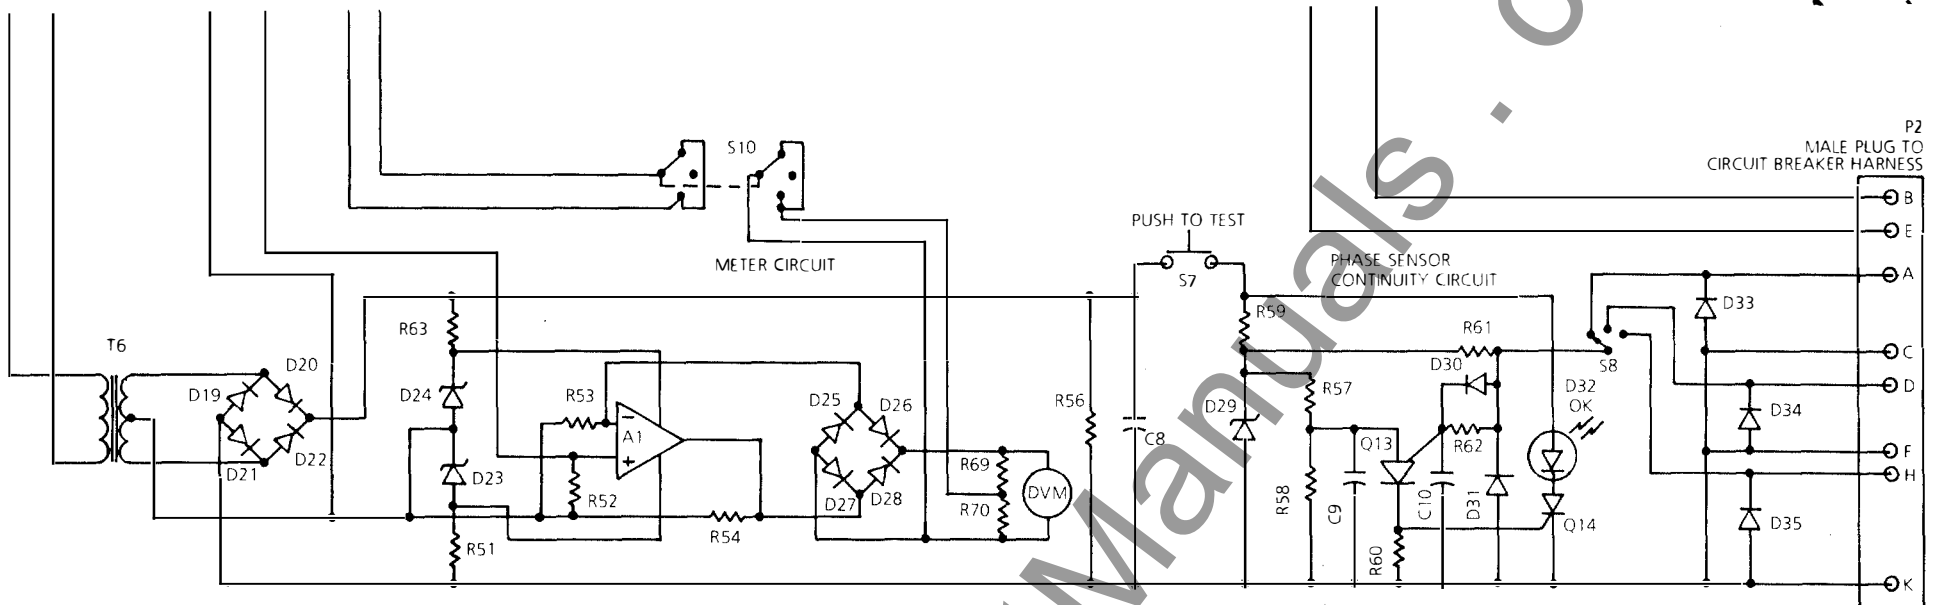 P2
MALE PLUG TO
CIRCUIT BREAKER HARNESS
S10
B
PUSH TO TEST
E
METER CIRCUIT
PHASE SENSOR
CONTINUITY CIRCUIT
S7
A
D33
R59
R63
R61
T6
D20
D30
S8
C
D19
D24
R53
D25
D26
R56
D29
R57
D32
OK
D
D34
A1
C8
Q13
R62
F
D21
D22
D23
R52
D27
D28
R69
R70
DVM
R58
C9
C10
D31
Q14
H
D35
R51
R54
R60
K
Manuals . c